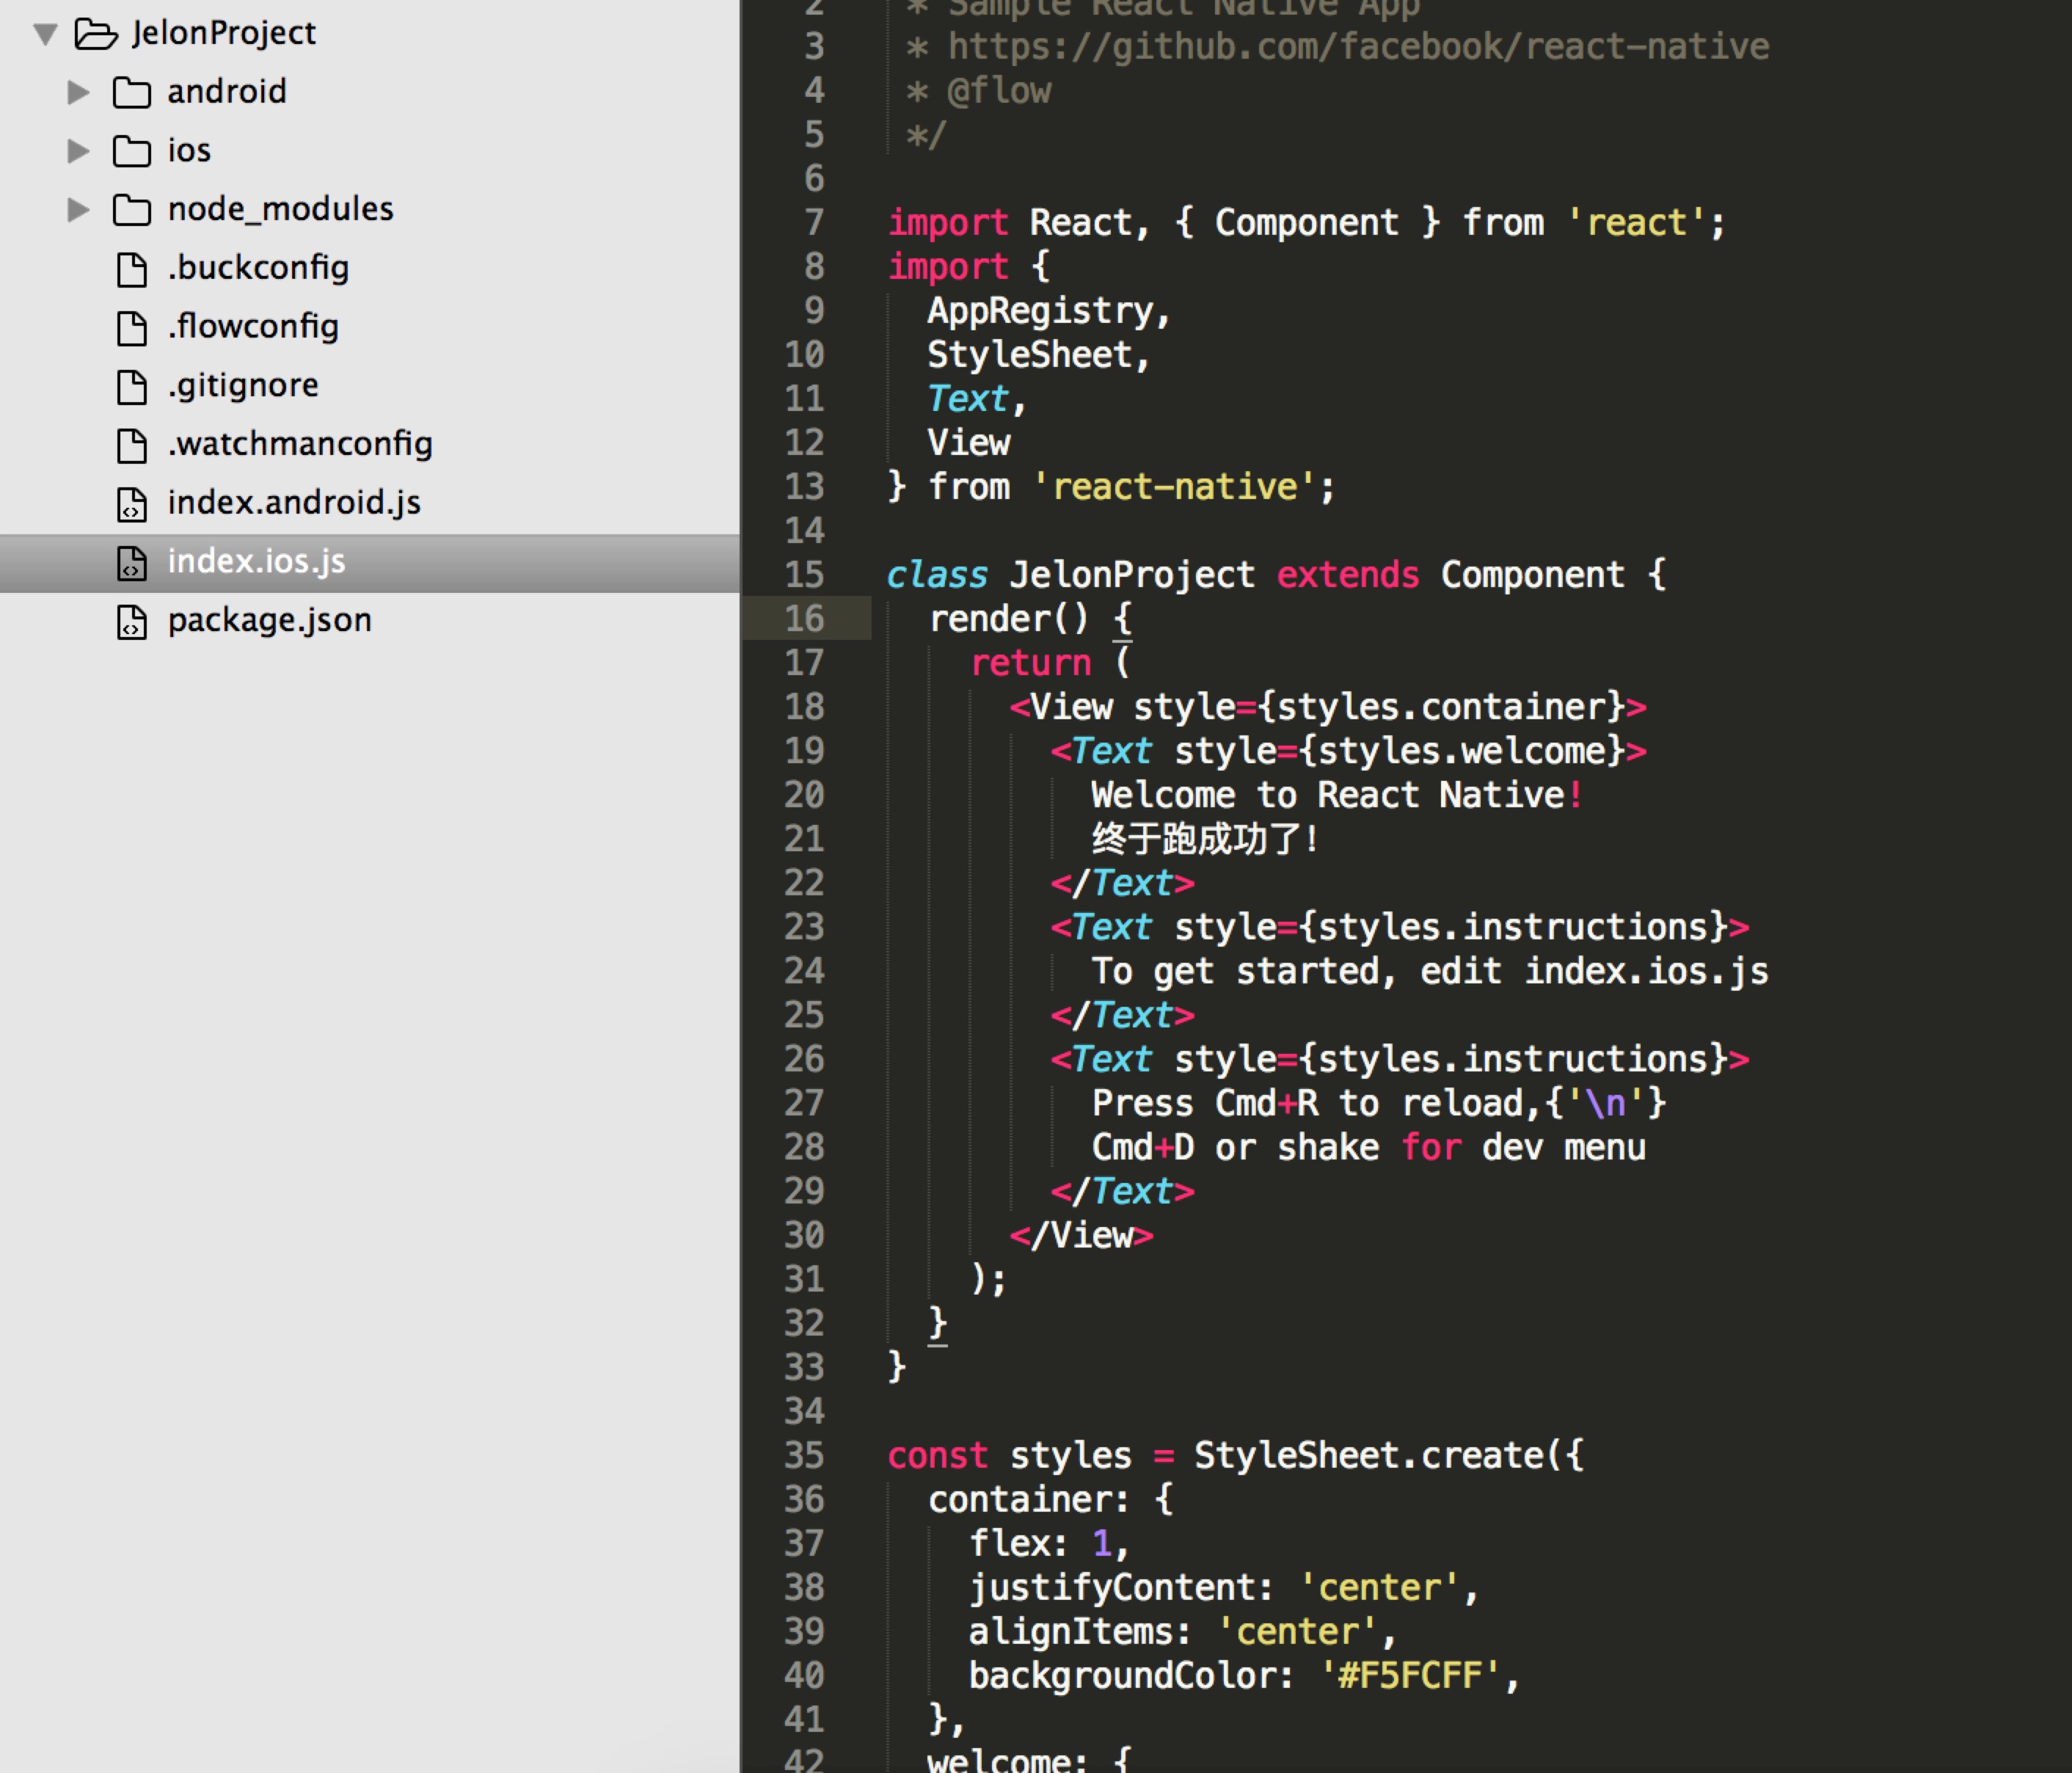 JelonProject
android
ios
node_modules
.buckconfig
.flowconfig
.gitignore
.watchmanconfig
index.android.js
index.ios.js
package.json
2 * Sample React Native App
3 * https://github.com/facebook/react-native
4 * @flow
5 */
6
7 import React, { Component } from 'react';
8 import {
9 AppRegistry,
10 StyleSheet,
11 Text,
12 View
13 } from 'react-native';
14
15 class JelonProject extends Component {
16 render() {
17 return (
18 <View style={styles.container}>
19 <Text style={styles.welcome}>
20 Welcome to React Native!
21 终于跑成功了!
22 </Text>
23 <Text style={styles.instructions}>
24 To get started, edit index.ios.js
25 </Text>
26 <Text style={styles.instructions}>
27 Press Cmd+R to reload,{'\n'}
28 Cmd+D or shake for dev menu
29 </Text>
30 </View>
31 );
32 }
33 }
34
35 const styles = StyleSheet.create({
36 container: {
37 flex: 1,
38 justifyContent: 'center',
39 alignItems: 'center',
40 backgroundColor: '#F5FCFF',
41 },
42 welcome: {